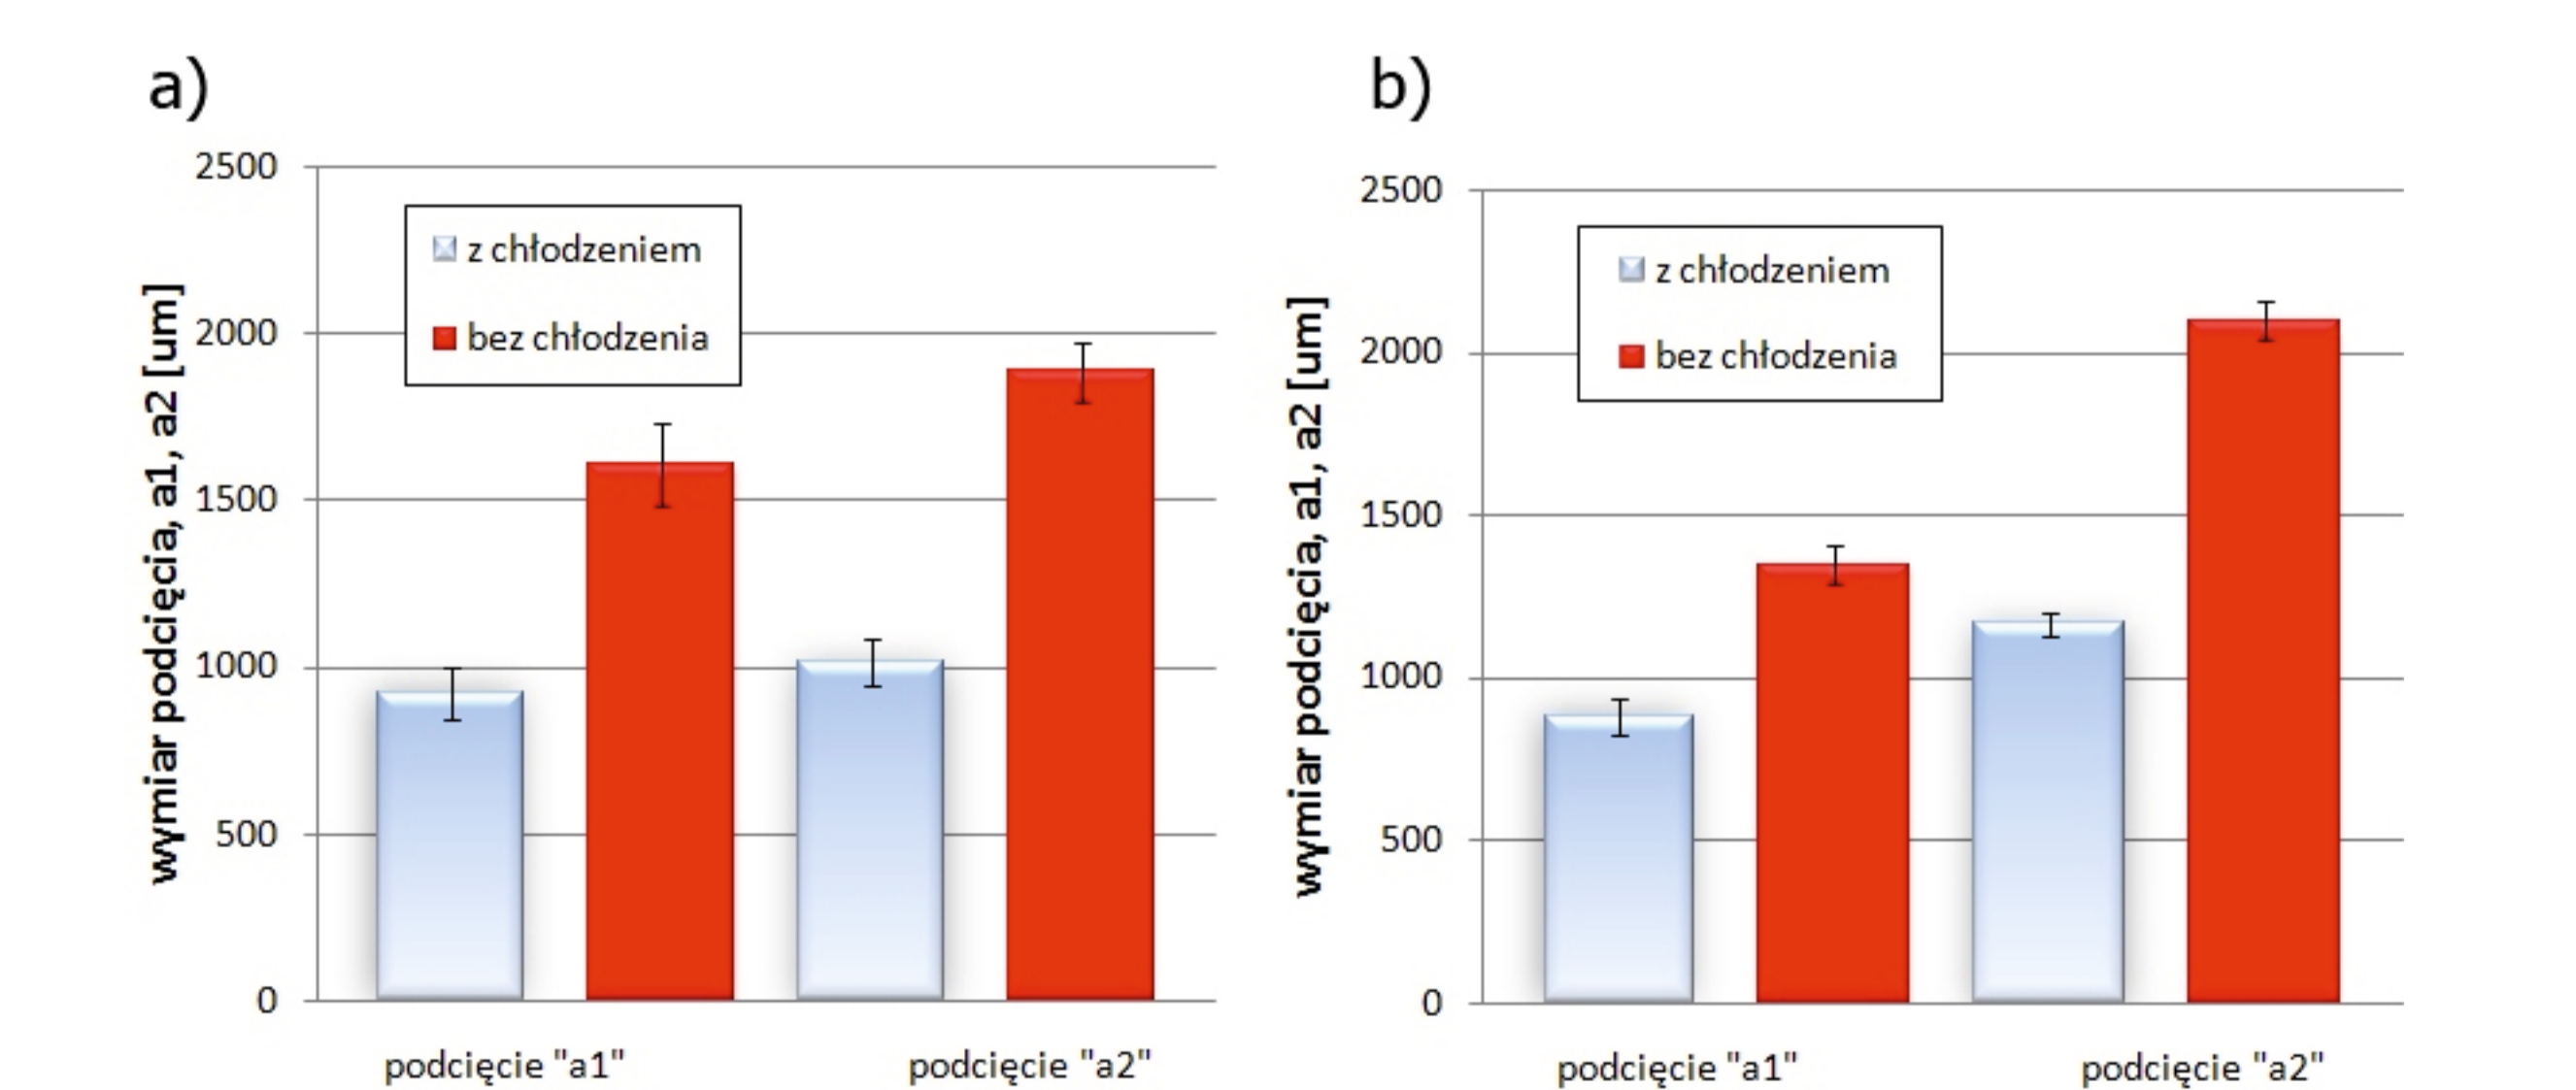 a)
2500
2000
1500
1000
500
0
wymiar podcięcia, a1, a2 [um]
z chłodzeniem
bez chłodzenia
podcięcie "a1"
podcięcie "a2"
b)
2500
2000
1500
1000
500
0
wymiar podcięcia, a1, a2 [um]
z chłodzeniem
bez chłodzenia
podcięcie "a1"
podcięcie "a2"